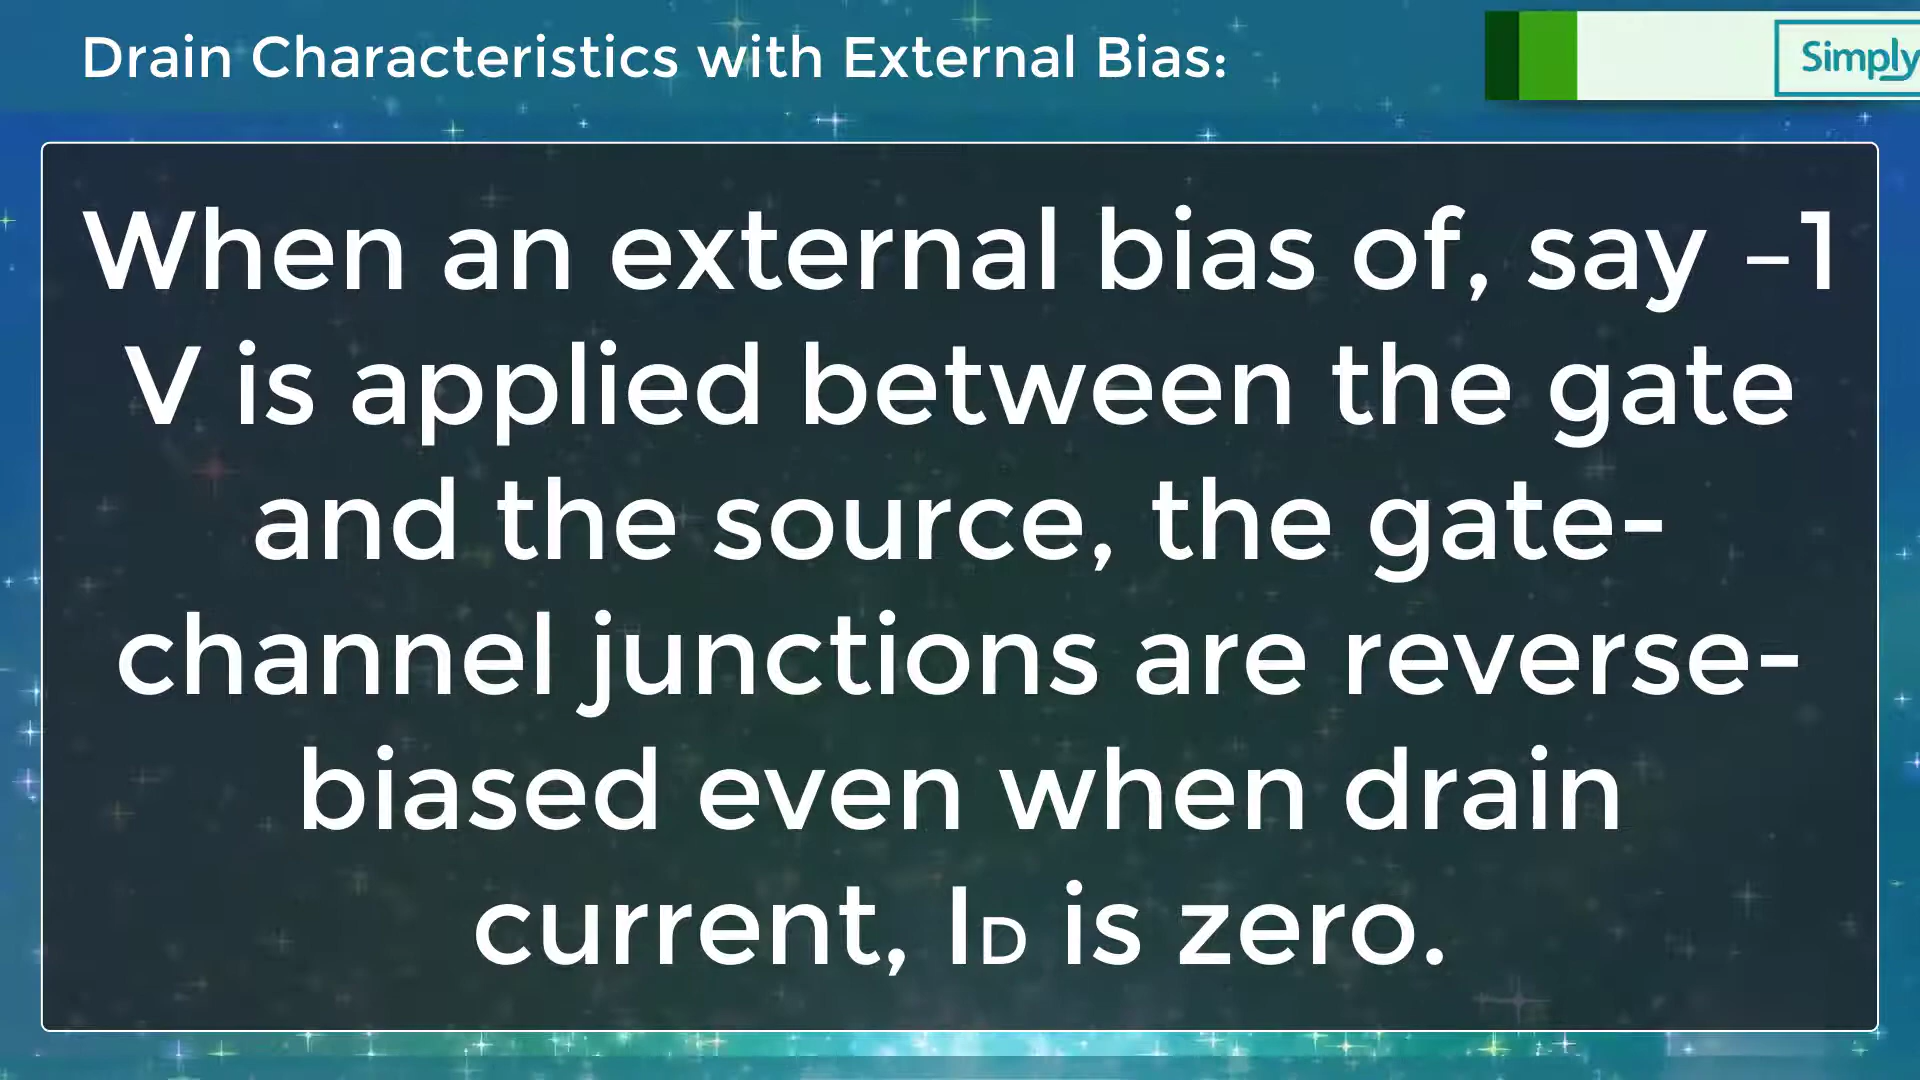 Drain Characteristics with External Bias:
Simply
When an external bias of, say –1
V is applied between the gate
and the source, the gate-
channel junctions are reverse-
biased even when drain
current, ID is zero.